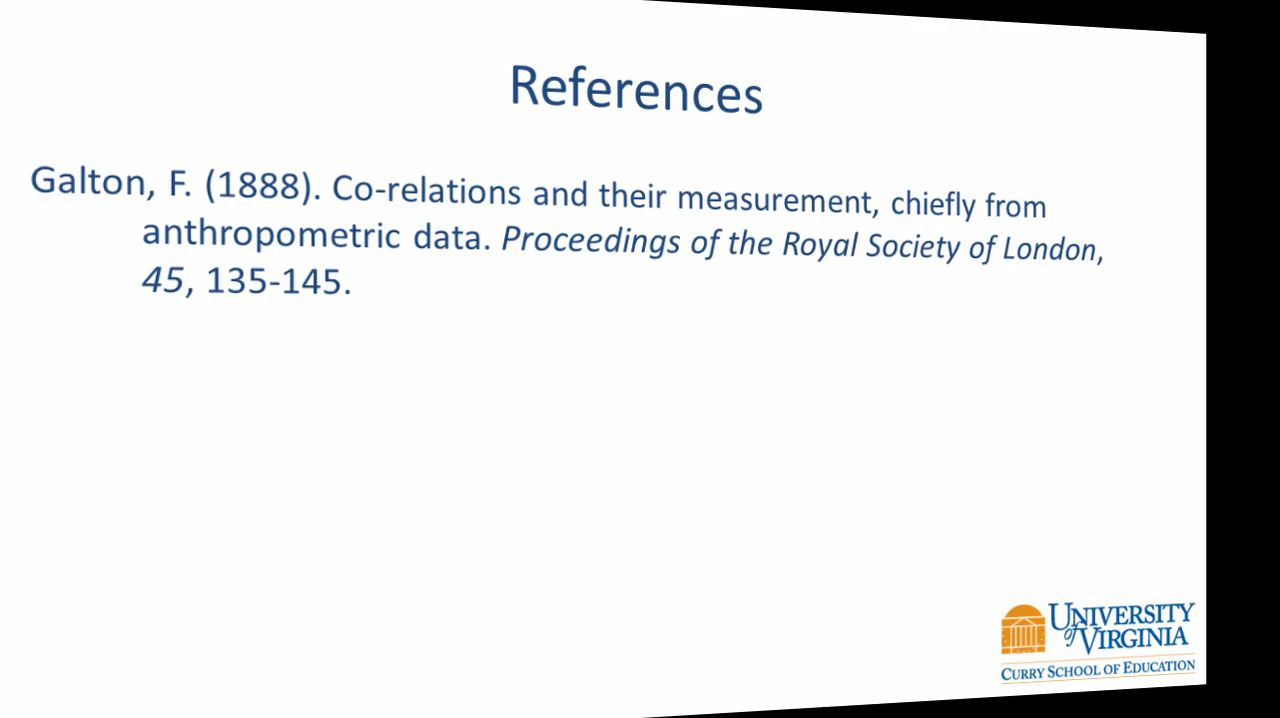 References
Galton, F. (1888). Co-relations and their measurement, chiefly from
anthropometric data. Proceedings of the Royal Society of London,
45, 135-145.
UNIVERSITY
of VIRGINIA
CURRY SCHOOL OF EDUCATION